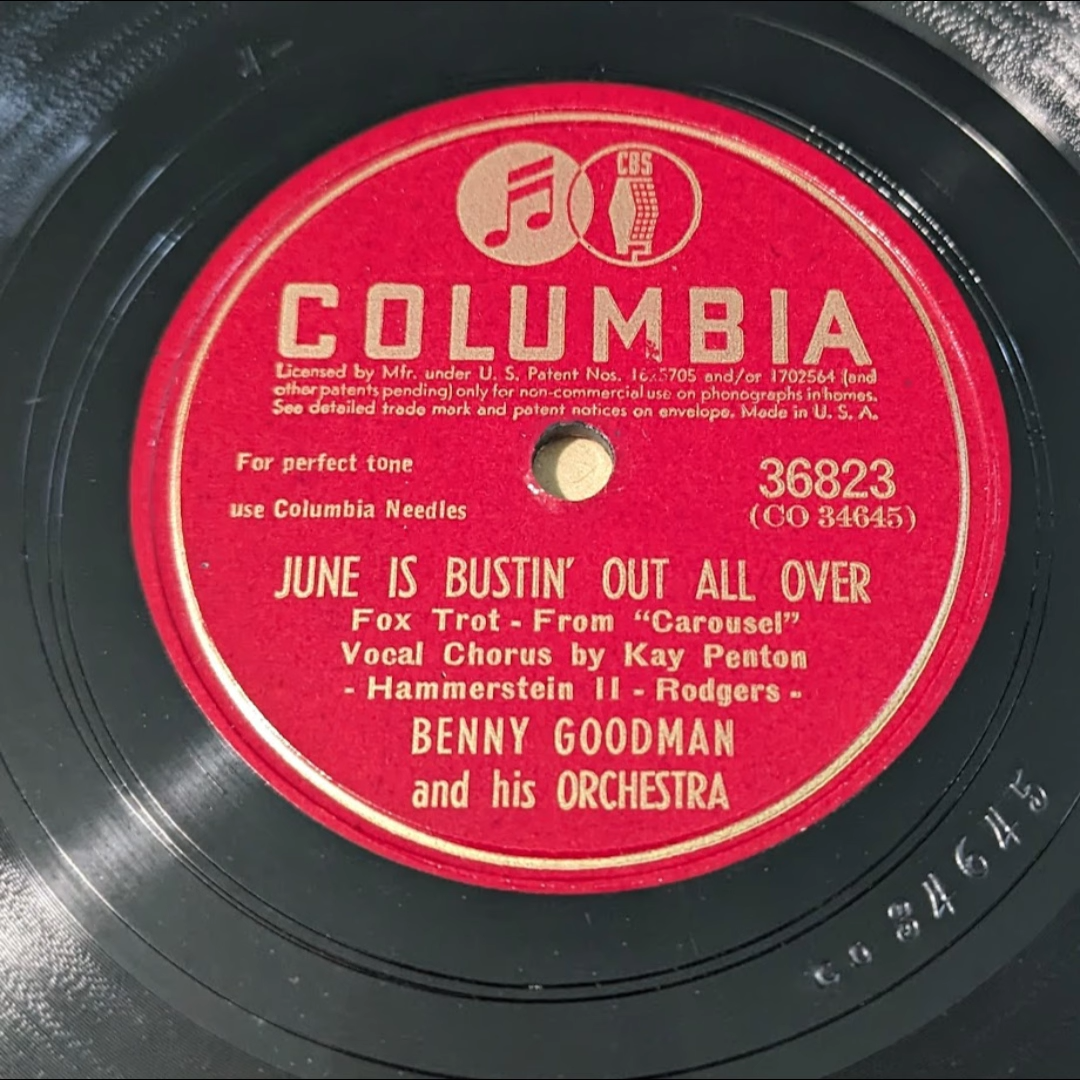 CBS
COLUMBIA
Licensed by Mfr. under U. S. Patent Nos. 1625705 and/or 1702564 (and
other patents pending) only for non-commercial use on phonographs in homes.
See detailed trade mark and patent notices on envelope. Made in U. S. A.
For perfect tone
use Columbia Needles
36823
(CO 34645)
JUNE IS BUSTIN' OUT ALL OVER
Fox Trot - From “Carousel”
Vocal Chorus by Kay Penton
- Hammerstein II - Rodgers -
BENNY GOODMAN
and his ORCHESTRA
CO 34645